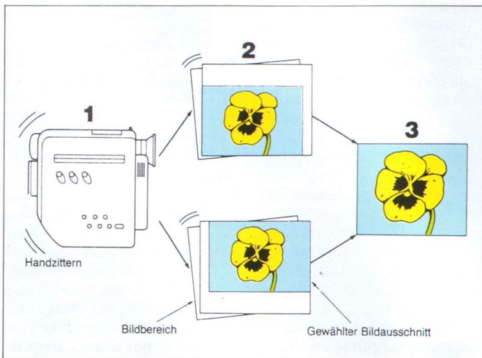 2
1
3
Handzittern
Bildbereich
Gewählter Bildausschnitt